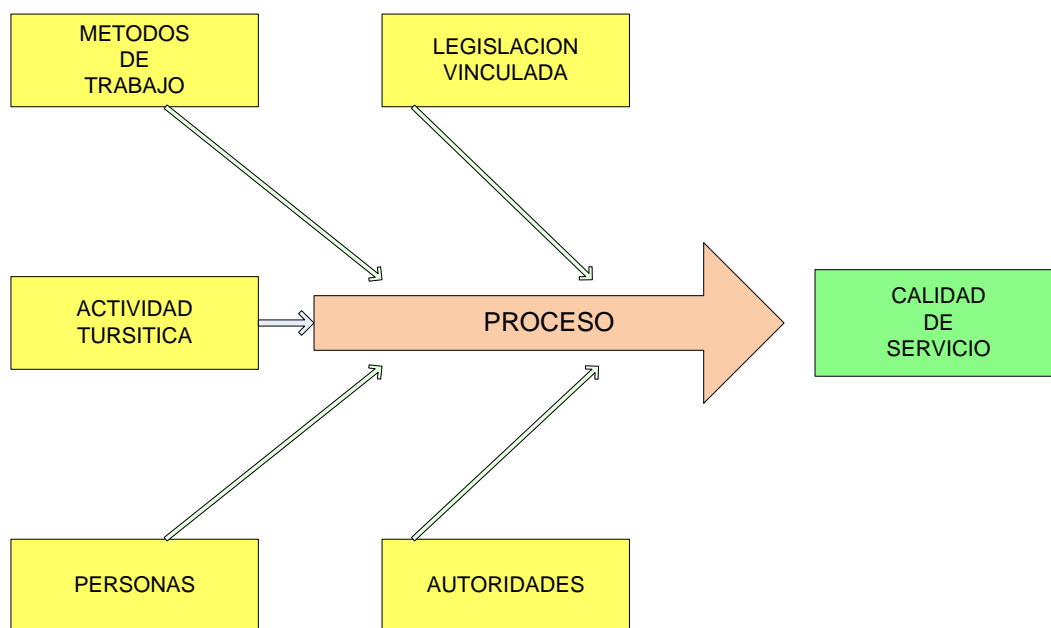 METODOS
DE
TRABAJO
LEGISLACION
VINCULADA
ACTIVIDAD
TURSITICA
PROCESO
CALIDAD
DE
SERVICIO
PERSONAS
AUTORIDADES